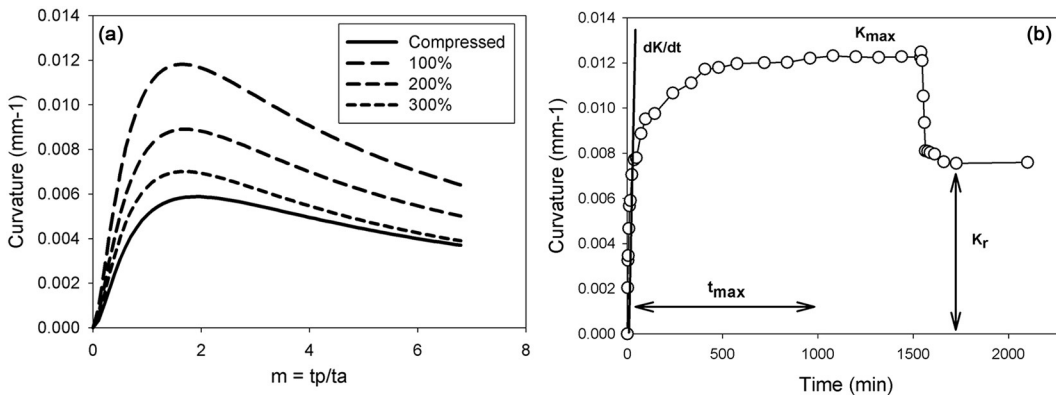 (a)
Compressed
100%
200%
300%
0.014
0.012
0.010
0.008
0.006
0.004
0.002
0.000
Curvature (mm-1)
0
2
4
6
8
m = tp/ta
(b)
Kmax
dK/dt
tmax
Kr
0.014
0.012
0.010
0.008
0.006
0.004
0.002
0.000
Curvature (mm-1)
0
500
1000
1500
2000
Time (min)